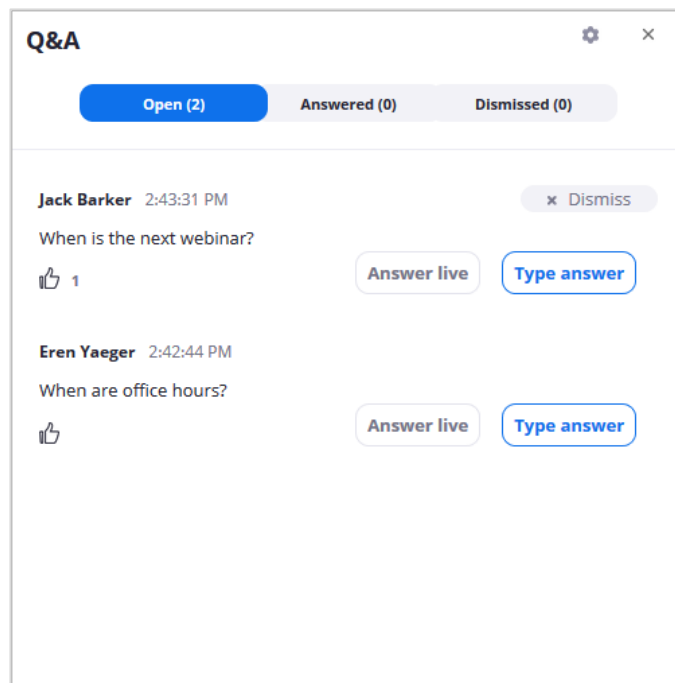 Q&A
Open (2) Answered (0) Dismissed (0)
Jack Barker 2:43:31 PM × Dismiss
When is the next webinar?
1 Answer live Type answer
Eren Yaeger 2:42:44 PM
When are office hours?
Answer live Type answer